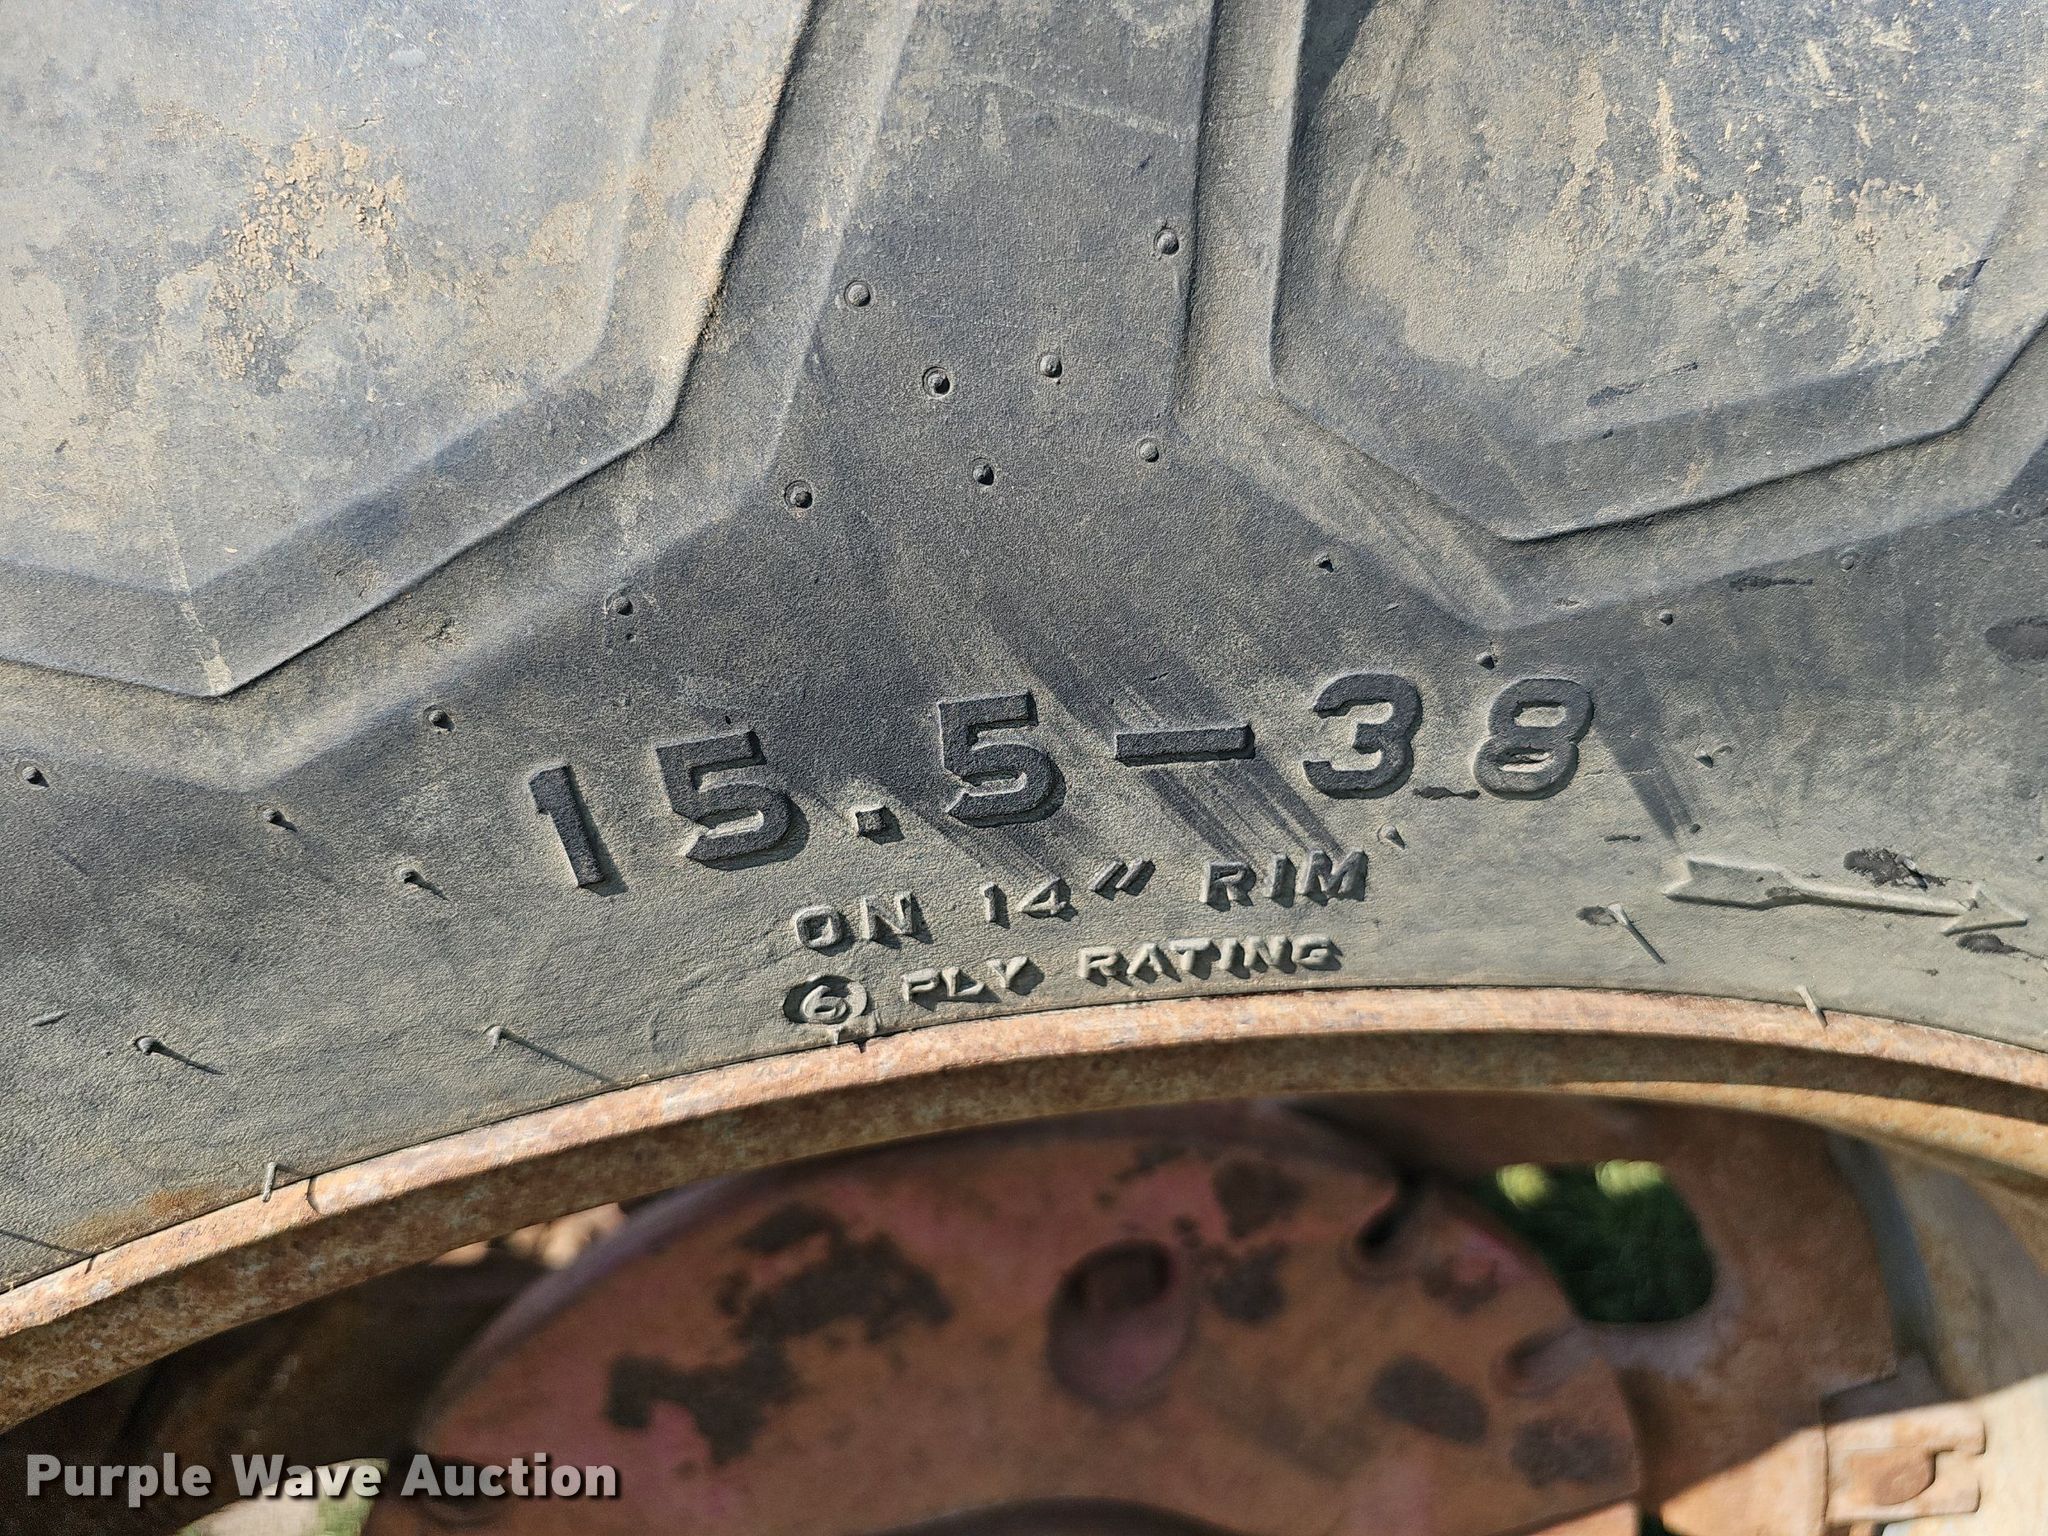 15.5-38
ON 14" RIM
6 PLY RATING
Purple Wave Auction